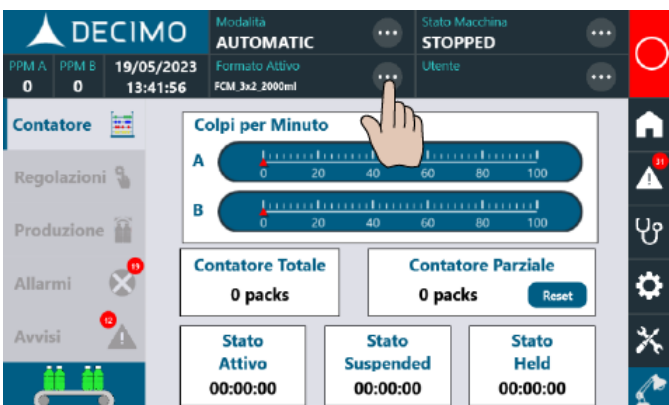 DECIMO
Modalità
AUTOMATIC
Stato Macchina
STOPPED
PPM A PPM B 19/05/2023
0 0 13:41:56
Formato Attivo
FCM_3x2_2000ml
Utente
Contatore
Regolazioni
Produzione
Allarmi
19
Avvisi
12
Colpi per Minuto
A
0 20 40 60 80 100
B
0 20 40 60 80 100
Contatore Totale
0 packs
Contatore Parziale
0 packs
Reset
Stato
Attivo
00:00:00
Stato
Suspended
00:00:00
Stato
Held
00:00:00
31